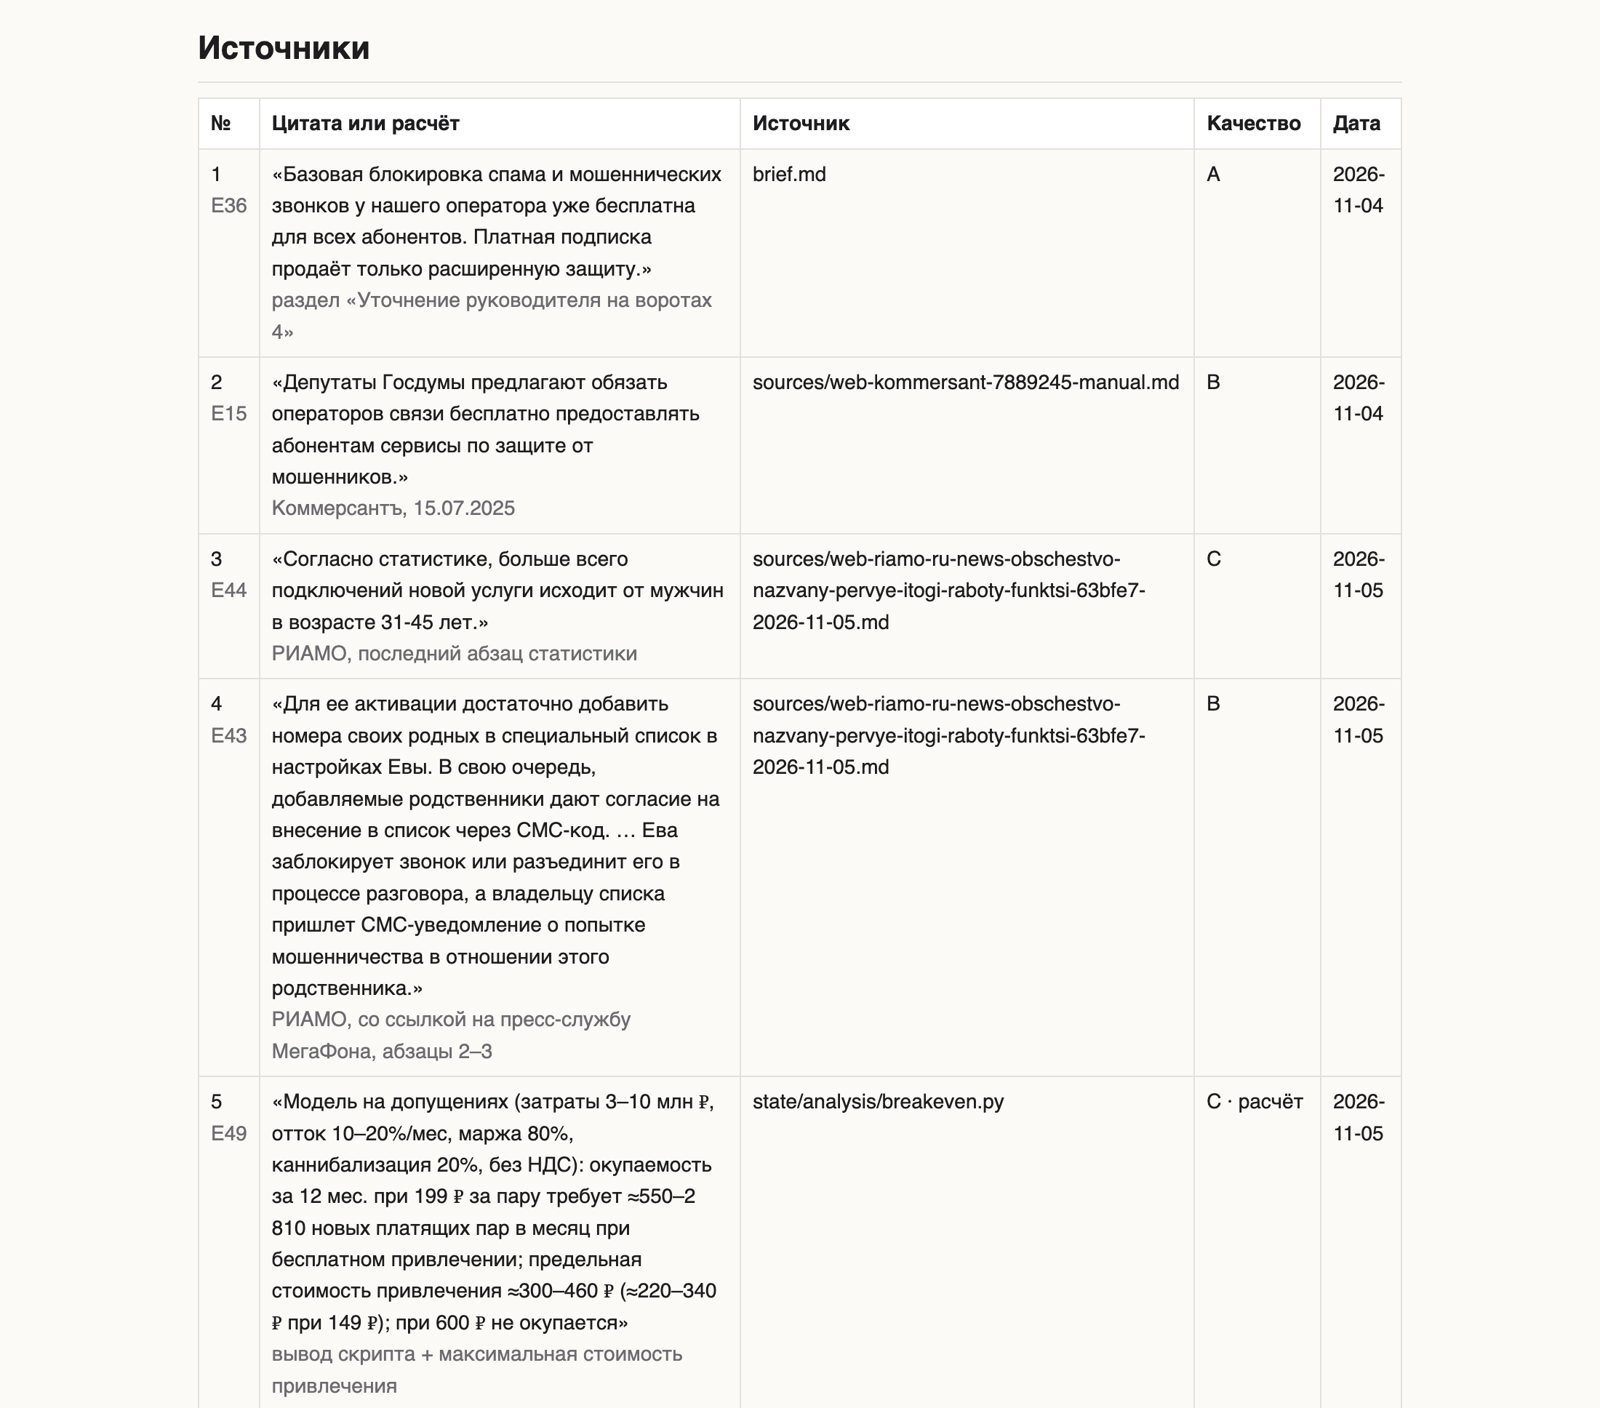 Источники
№ Цитата или расчёт Источник Качество Дата
1 «Базовая блокировка спама и мошеннических brief.md A 2026-
E36 звонков у нашего оператора уже бесплатна 11-04
для всех абонентов. Платная подписка
продаёт только расширенную защиту.»
раздел «Уточнение руководителя на воротах
4»
2 «Депутаты Госдумы предлагают обязать sources/web-kommersant-7889245-manual.md B 2026-
E15 операторов связи бесплатно предоставлять 11-04
абонентам сервисы по защите от
мошенников.»
Коммерсантъ, 15.07.2025
3 «Согласно статистике, больше всего sources/web-riamo-ru-news-obschestvo- C 2026-
E44 подключений новой услуги исходит от мужчин nazvany-pervye-itogi-raboty-funktsi-63bfe7- 11-05
в возрасте 31-45 лет.» 2026-11-05.md
РИАМО, последний абзац статистики
4 «Для ее активации достаточно добавить sources/web-riamo-ru-news-obschestvo- B 2026-
E43 номера своих родных в специальный список в nazvany-pervye-itogi-raboty-funktsi-63bfe7- 11-05
настройках Евы. В свою очередь, 2026-11-05.md
добавляемые родственники дают согласие на
внесение в список через СМС-код. … Ева
заблокирует звонок или разъединит его в
процессе разговора, а владельцу списка
пришлет СМС-уведомление о попытке
мошенничества в отношении этого
родственника.»
РИАМО, со ссылкой на пресс-службу
МегаФона, абзацы 2–3
5 «Модель на допущениях (затраты 3–10 млн ₽, state/analysis/breakeven.py C · расчёт 2026-
E49 отток 10–20%/мес, маржа 80%, 11-05
каннибализация 20%, без НДС): окупаемость
за 12 мес. при 199 ₽ за пару требует ≈550–2
810 новых платящих пар в месяц при
бесплатном привлечении; предельная
стоимость привлечения ≈300–460 ₽ (≈220–340
₽ при 149 ₽); при 600 ₽ не окупается»
вывод скрипта + максимальная стоимость
привлечения